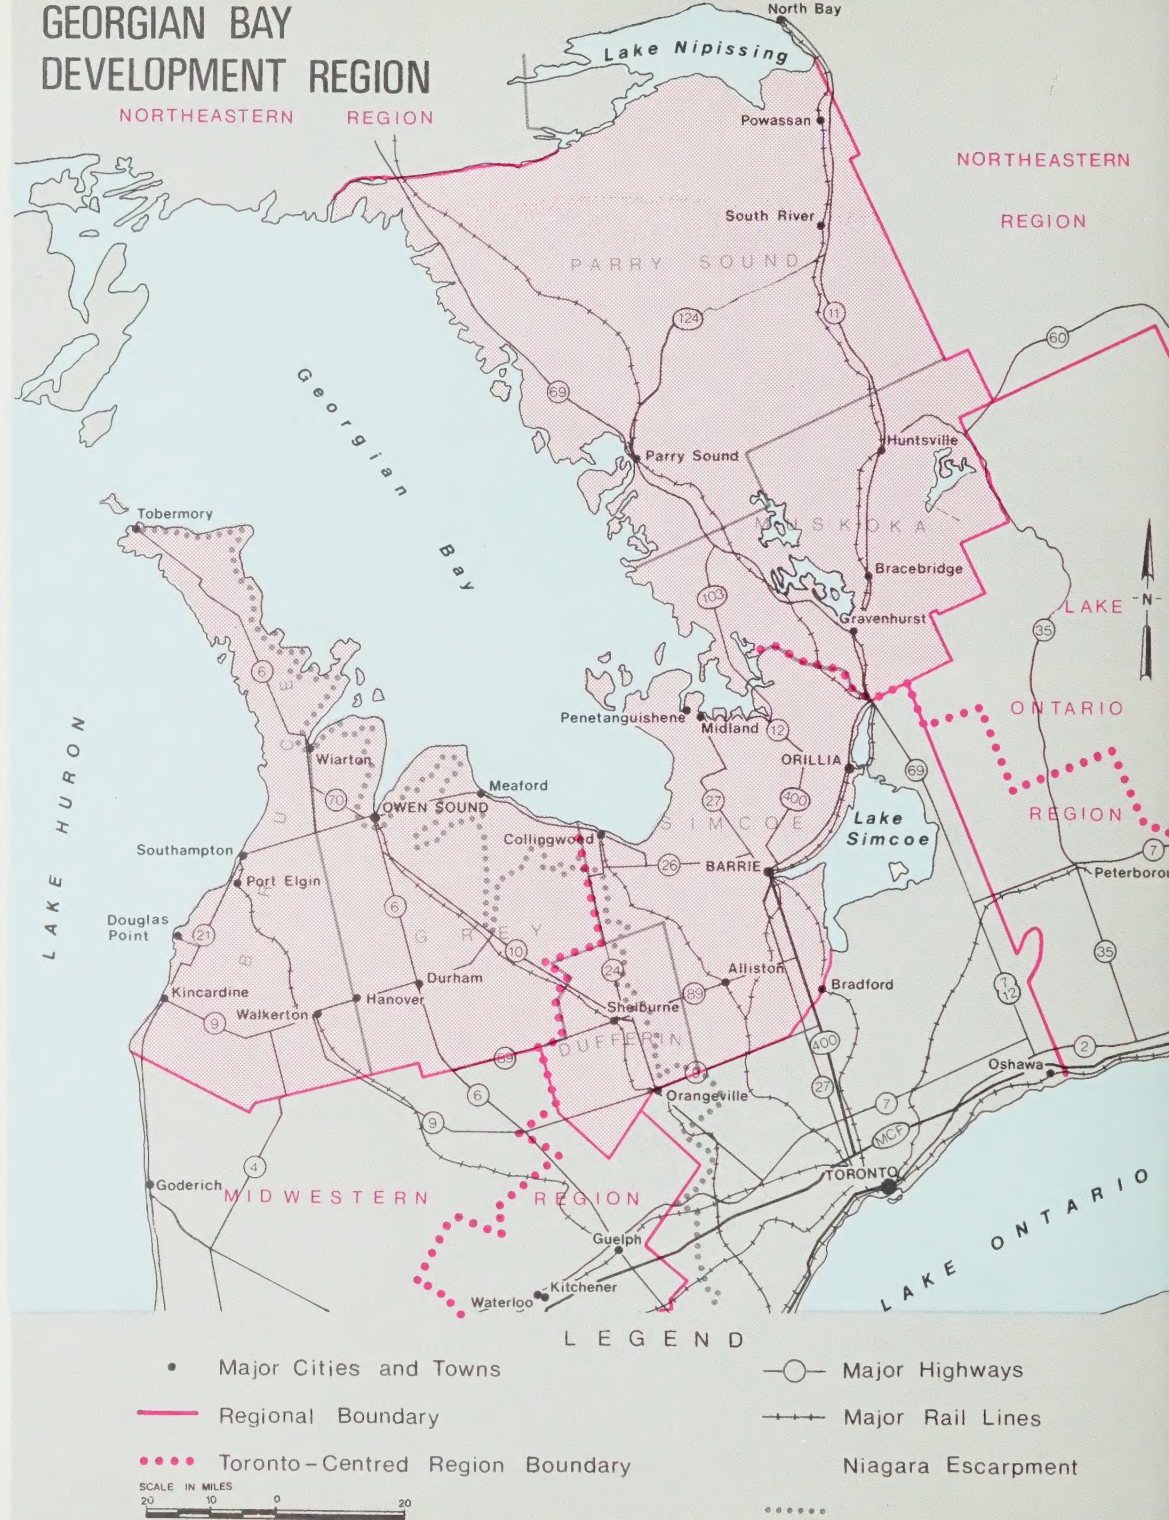 GEORGIAN BAY
DEVELOPMENT REGION
NORTHEASTERN REGION
North Bay
Lake Nipissing
Powassan
NORTHEASTERN
REGION
South River
PARRY SOUND
124
11
60
69
Georgian Bay
Huntsville
Parry Sound
Tobermory
MUSKOKA
Bracebridge
103
LAKE
-N-
Gravenhurst
35
6
Penetanguishene
Midland
12
ONTARIO
Wiarton
ORILLIA
69
70
OWEN SOUND
Meaford
27
400
REGION
LAKE HURON
SIMCOE
Lake
Simcoe
Collingwood
Southampton
26
BARRIE
7
Peterborou
Port Elgin
BRUCE
6
Douglas
Point
21
GREY
10
35
24
Alliston
Durham
Bradford
7
12
Kincardine
Hanover
89
Walkerton
Shelburne
9
DUFFERIN
400
2
89
9
Oshawa
27
Orangeville
6
7
9
MCF
4
TORONTO
Goderich
MIDWESTERN REGION
LAKE ONTARIO
Guelph
Kitchener
Waterloo
LEGEND
Major Cities and Towns
Major Highways
Regional Boundary
Major Rail Lines
Toronto-Centred Region Boundary
Niagara Escarpment
SCALE IN MILES
20 10 0 20